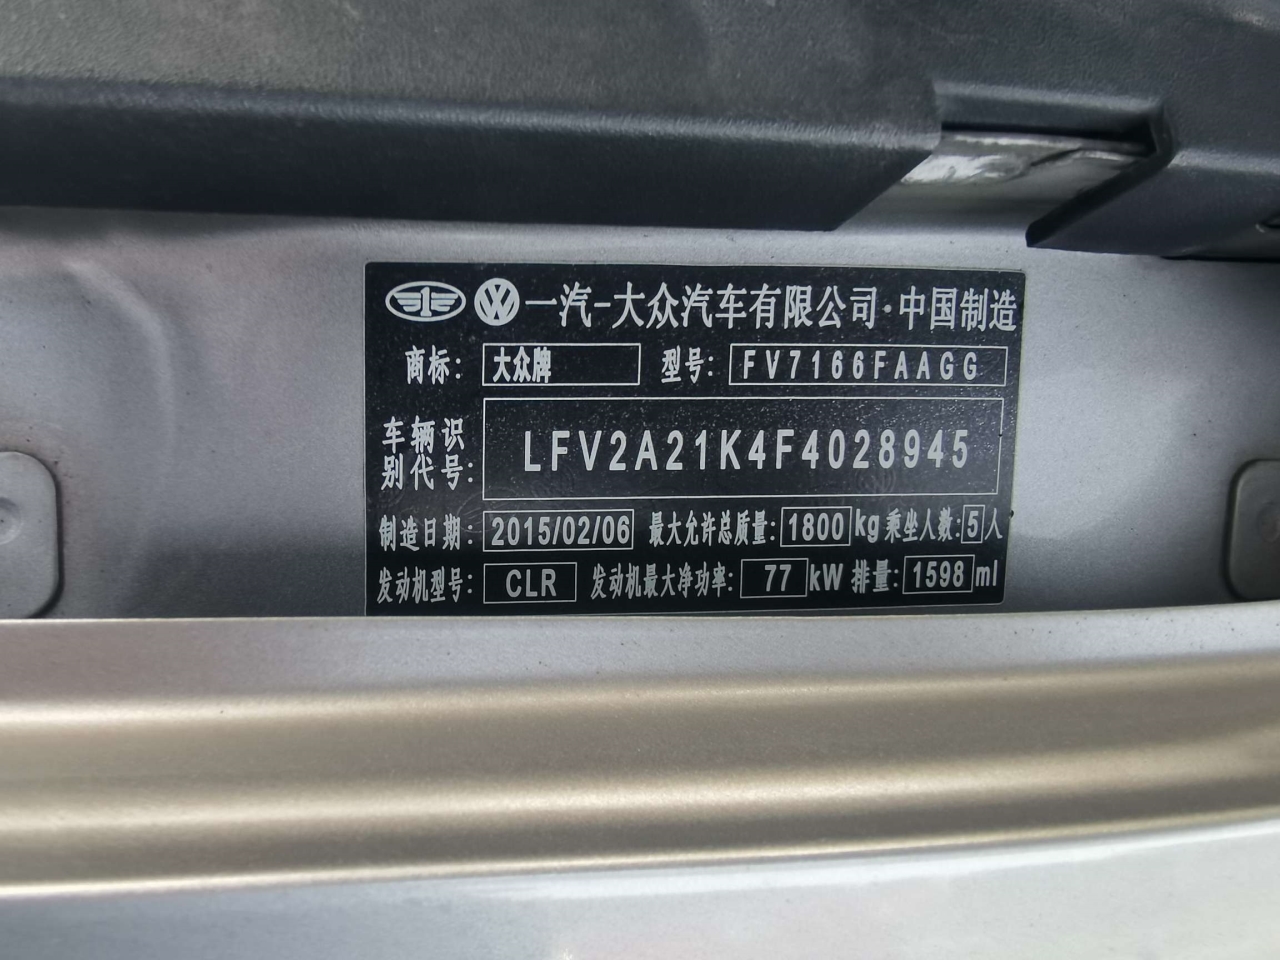 一汽-大众汽车有限公司·中国制造
商标: 大众牌 型号: FV7166FAAGG
车辆识别代号: LFV2A21K4F4028945
制造日期: 2015/02/06 最大允许总质量: 1800 kg 乘坐人数: 5 人
发动机型号: CLR 发动机最大净功率: 77 kW 排量: 1598 ml